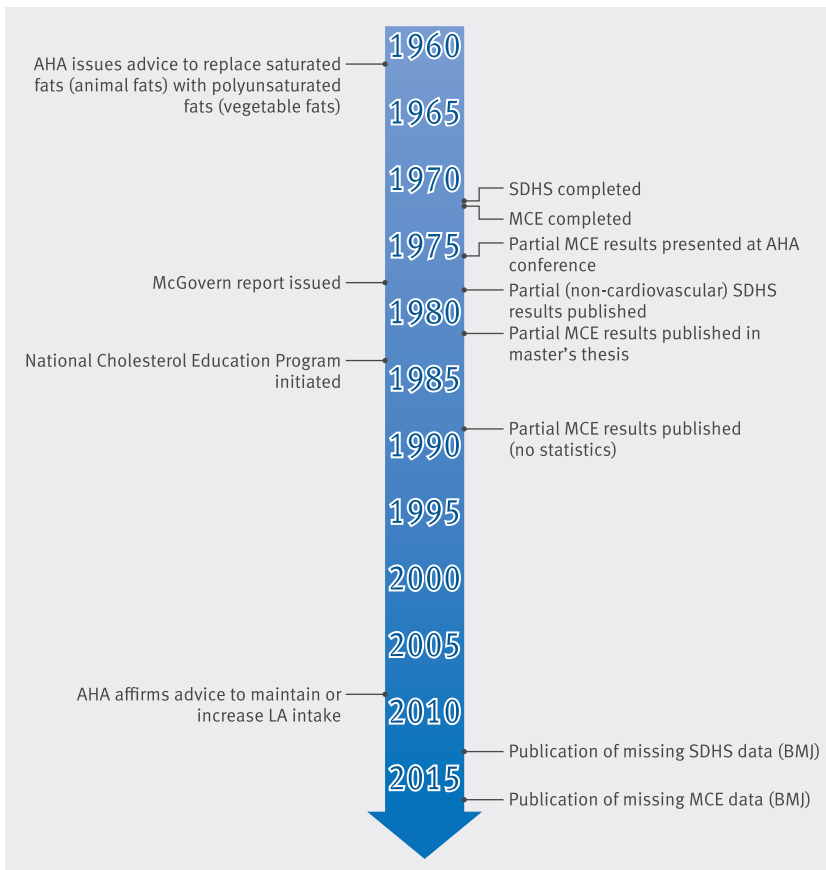 1960
AHA issues advice to replace saturated
fats (animal fats) with polyunsaturated
fats (vegetable fats)
1965
1970
SDHS completed
MCE completed
1975
Partial MCE results presented at AHA
conference
McGovern report issued
Partial (non-cardiovascular) SDHS
results published
1980
Partial MCE results published in
master’s thesis
National Cholesterol Education Program
initiated
1985
Partial MCE results published
(no statistics)
1990
1995
2000
2005
AHA affirms advice to maintain or
increase LA intake
2010
Publication of missing SDHS data (BMJ)
2015
Publication of missing MCE data (BMJ)